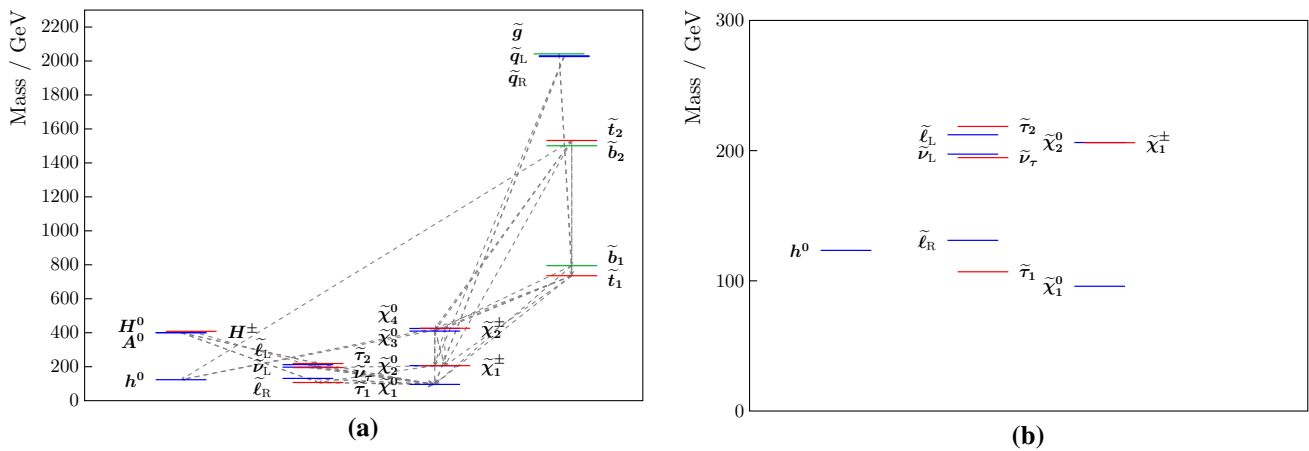 Mass / GeV
2200
2000
1800
1600
1400
1200
1000
800
600
400
200
0
g̃
q̃L
q̃R
t̃2
b̃2
b̃1
t̃1
H0
A0
H±
h0
ℓ̃L
ν̃L
ℓ̃R
τ̃2
ν̃τ
τ̃1
χ̃04
χ̃03
χ̃02
χ̃01
χ̃±2
χ̃±1
(a)
Mass / GeV
300
200
100
0
h0
ℓ̃L
ν̃L
ℓ̃R
τ̃2
ν̃τ
τ̃1
χ̃02
χ̃01
χ̃±1
(b)